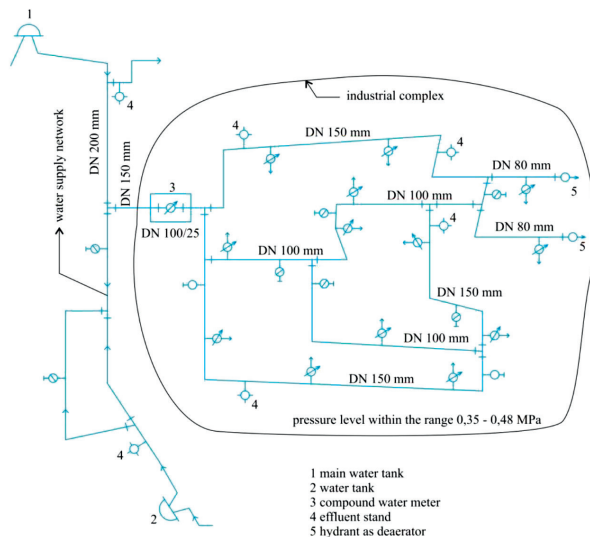 1
industrial complex
4
4
DN 150 mm
4
water supply network
DN 200 mm
DN 150 mm
3
DN 80 mm
5
DN 100 mm
4
DN 100/25
DN 80 mm
5
DN 100 mm
DN 150 mm
DN 100 mm
DN 150 mm
4
pressure level within the range 0,35 - 0,48 MPa
4
2
1 main water tank
2 water tank
3 compound water meter
4 effluent stand
5 hydrant as deaerator